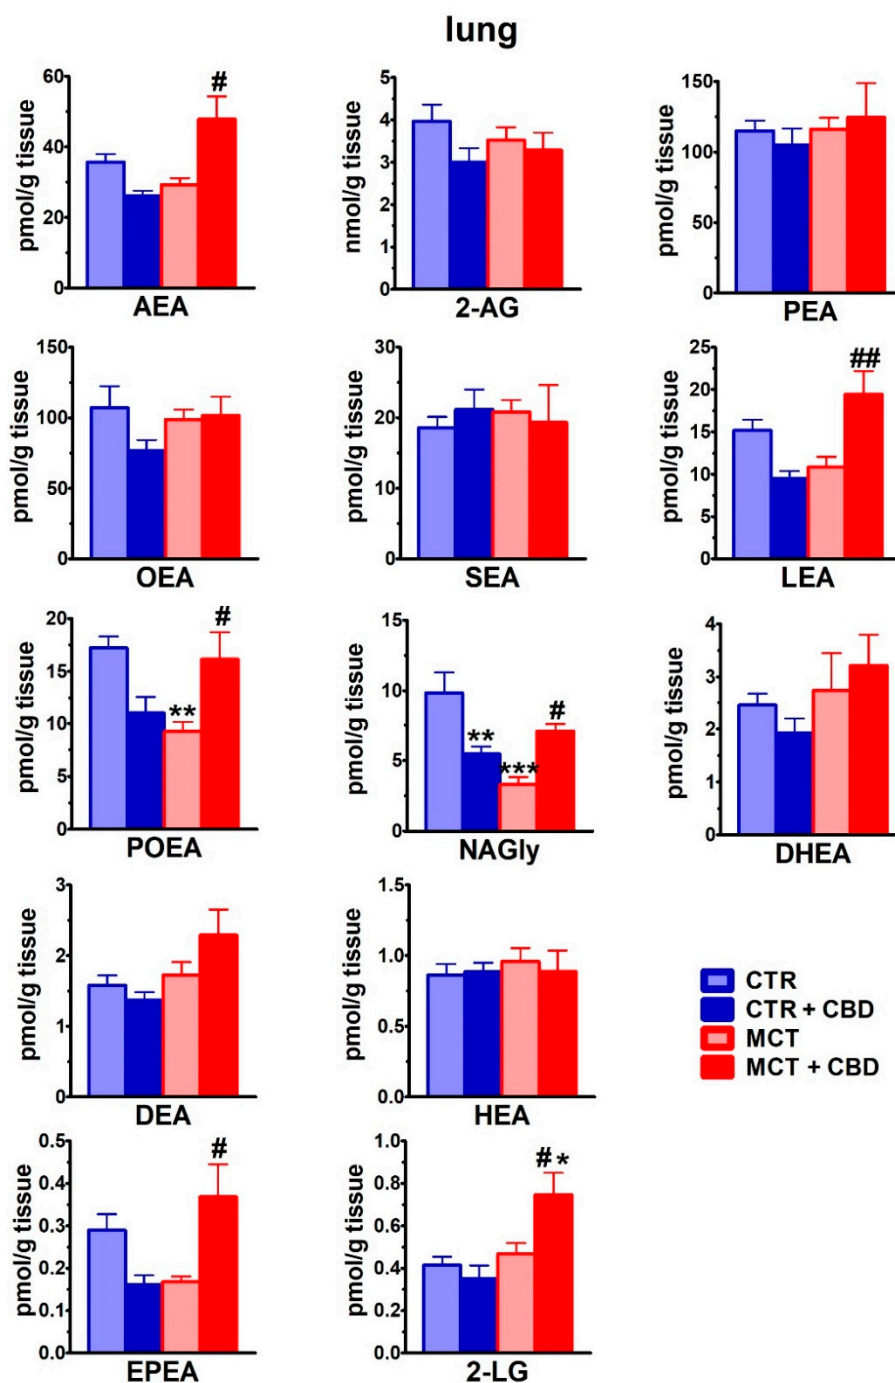 lung
pmol/g tissue
60
40
20
0
#
AEA
nmol/g tissue
5
4
3
2
1
0
2-AG
pmol/g tissue
150
100
50
0
PEA
pmol/g tissue
150
100
50
0
OEA
pmol/g tissue
30
20
10
0
SEA
pmol/g tissue
25
20
15
10
5
0
##
LEA
pmol/g tissue
20
15
10
5
0
**
#
POEA
pmol/g tissue
15
10
5
0
**
***
#
NAGly
pmol/g tissue
4
3
2
1
0
DHEA
pmol/g tissue
3
2
1
0
DEA
pmol/g tissue
1.5
1.0
0.5
0.0
HEA
CTR
CTR + CBD
MCT
MCT + CBD
pmol/g tissue
0.5
0.4
0.3
0.2
0.1
0.0
#
EPEA
pmol/g tissue
1.0
0.8
0.6
0.4
0.2
0.0
# *
2-LG